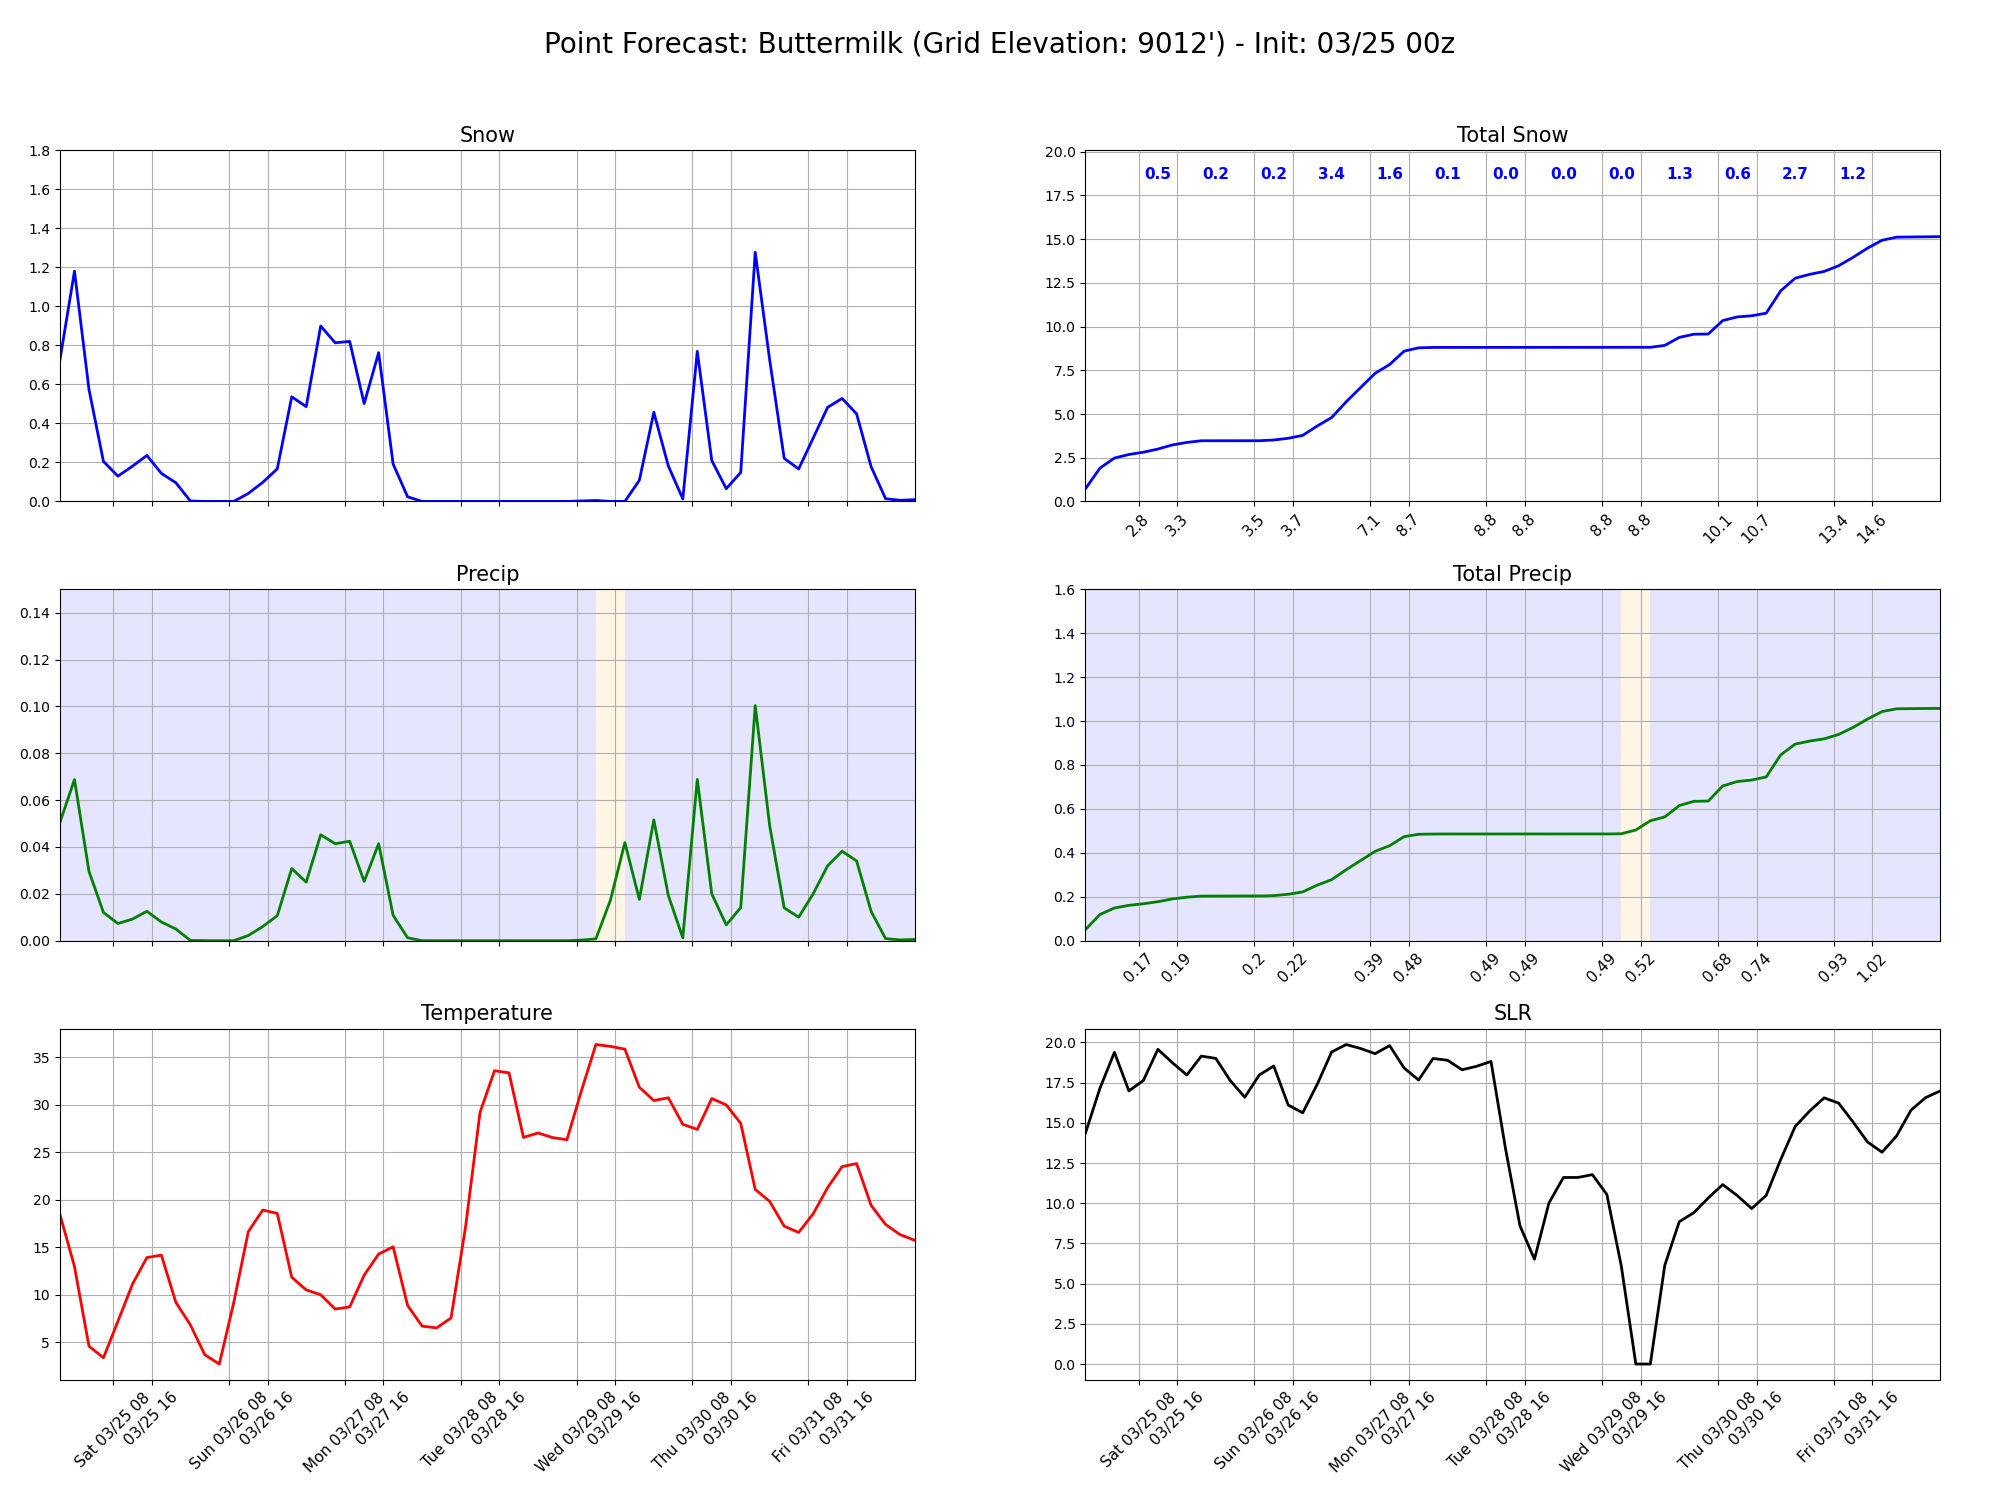 Point Forecast: Buttermilk (Grid Elevation: 9012') - Init: 03/25 00z
Snow
1.8
1.6
1.4
1.2
1.0
0.8
0.6
0.4
0.2
0.0
Total Snow
20.0
17.5
15.0
12.5
10.0
7.5
5.0
2.5
0.0
0.5 0.2 0.2 3.4 1.6 0.1 0.0 0.0 0.0 1.3 0.6 2.7 1.2
2.8 3.3 3.5 3.7 7.1 8.7 8.8 8.8 8.8 8.8 10.1 10.7 13.4 14.6
Precip
0.14
0.12
0.10
0.08
0.06
0.04
0.02
0.00
Total Precip
1.6
1.4
1.2
1.0
0.8
0.6
0.4
0.2
0.0
0.17 0.19 0.2 0.22 0.39 0.48 0.49 0.49 0.49 0.52 0.68 0.74 0.93 1.02
Temperature
35
30
25
20
15
10
5
Sat 03/25 08
03/25 16
Sun 03/26 08
03/26 16
Mon 03/27 08
03/27 16
Tue 03/28 08
03/28 16
Wed 03/29 08
03/29 16
Thu 03/30 08
03/30 16
Fri 03/31 08
03/31 16
SLR
20.0
17.5
15.0
12.5
10.0
7.5
5.0
2.5
0.0
Sat 03/25 08
03/25 16
Sun 03/26 08
03/26 16
Mon 03/27 08
03/27 16
Tue 03/28 08
03/28 16
Wed 03/29 08
03/29 16
Thu 03/30 08
03/30 16
Fri 03/31 08
03/31 16